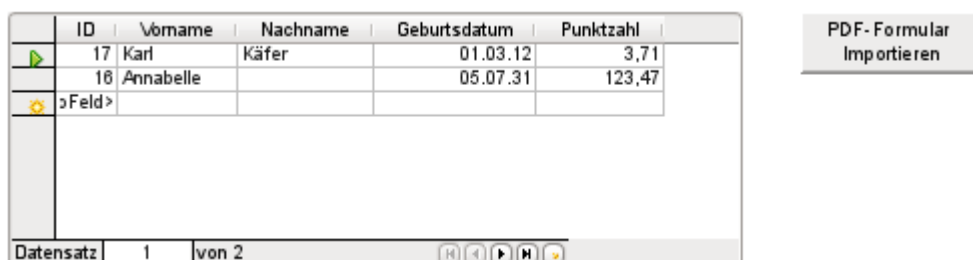 ID Vorname Nachname Geburtsdatum Punktzahl
17 Karl Käfer 01.03.12 3,71
16 Annabelle 05.07.31 123,47
oFeld>
Datensatz 1 von 2
PDF-Formular
Importieren